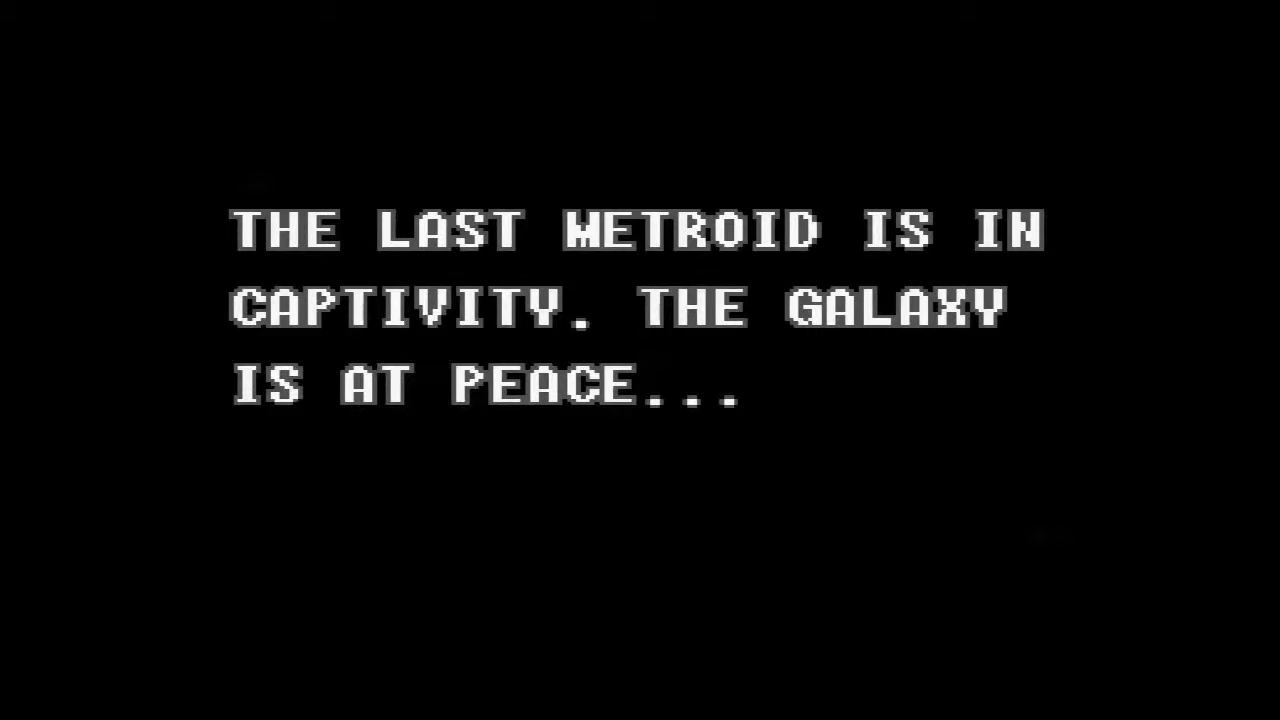 THE LAST METROID IS IN
CAPTIVITY. THE GALAXY
IS AT PEACE...